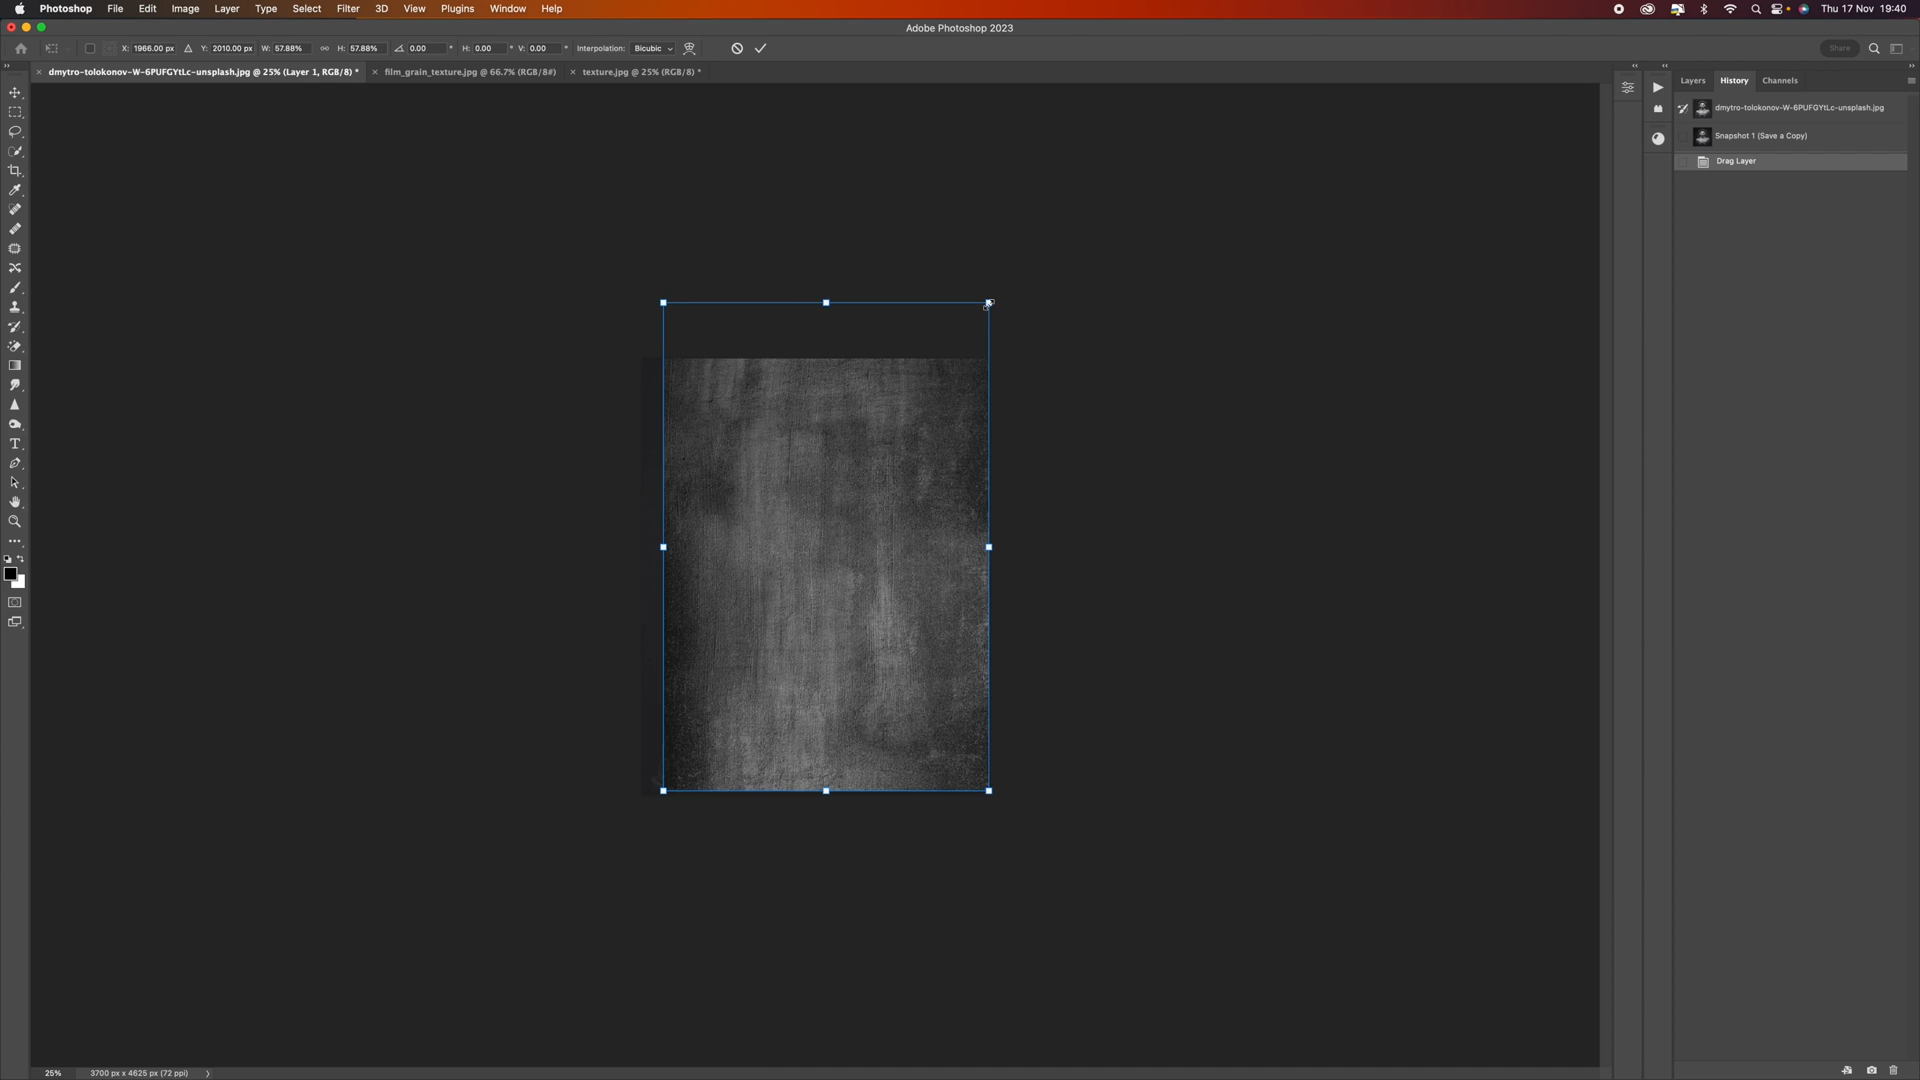 Photoshop File Edit Image Layer Type Select Filter 3D View Plugins Window Help Thu 17 Nov 19:40
Adobe Photoshop 2023
X: 1966.00 px Y: 2010.00 px W: 57.88% H: 57.88% 0.00 ° H: 0.00 ° V: 0.00 ° Interpolation: Bicubic Share
× dmytro-tolokonov-W-6PUFGYtLc-unsplash.jpg @ 25% (Layer 1, RGB/8) * × film_grain_texture.jpg @ 66.7% (RGB/8#) × texture.jpg @ 25% (RGB/8) *
Layers History Channels
dmytro-tolokonov-W-6PUFGYtLc-unsplash.jpg
Snapshot 1 (Save a Copy)
Drag Layer
25% 3700 px x 4625 px (72 ppi)